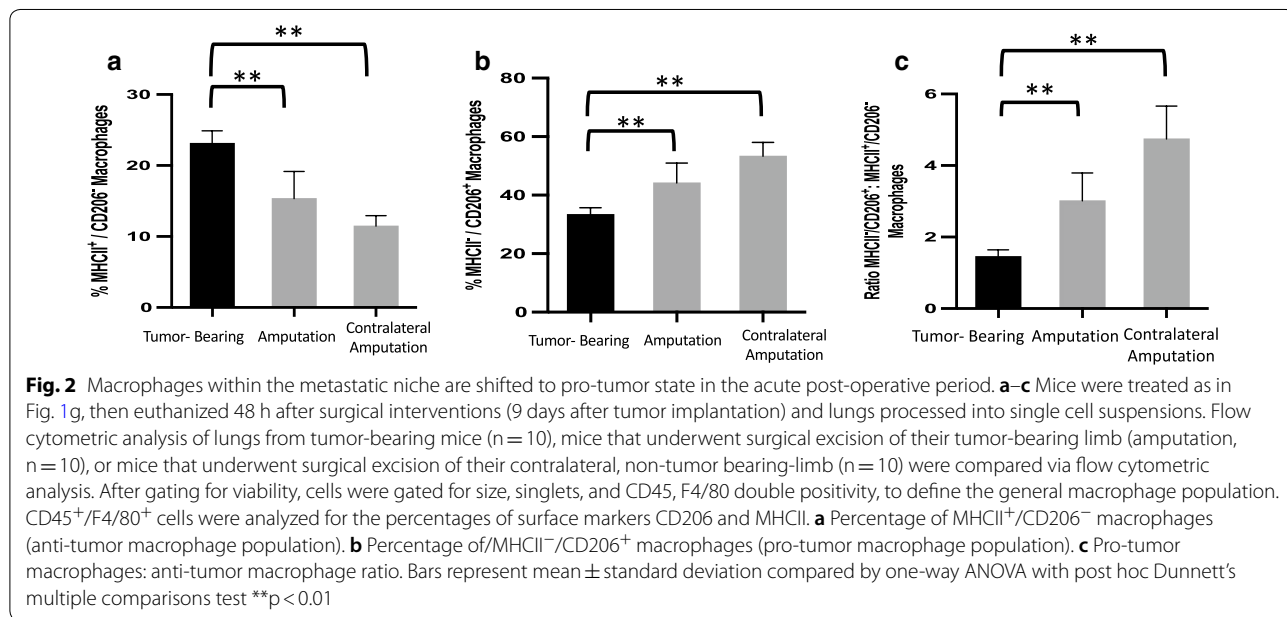 a
**
**
% MHCII+ / CD206- Macrophages
30
20
10
0
Tumor- Bearing
Amputation
Contralateral
Amputation
b
**
**
% MHCII- / CD206+ Macrophages
80
60
40
20
0
Tumor- Bearing
Amputation
Contralateral
Amputation
c
**
**
Ratio MHCII-/CD206+: MHCII+/CD206-
Macrophages
6
4
2
0
Tumor- Bearing
Amputation
Contralateral
Amputation
Fig. 2 Macrophages within the metastatic niche are shifted to pro-tumor state in the acute post-operative period. a–c Mice were treated as in
Fig. 1g, then euthanized 48 h after surgical interventions (9 days after tumor implantation) and lungs processed into single cell suspensions. Flow
cytometric analysis of lungs from tumor-bearing mice (n = 10), mice that underwent surgical excision of their tumor-bearing limb (amputation,
n = 10), or mice that underwent surgical excision of their contralateral, non-tumor bearing-limb (n = 10) were compared via flow cytometric
analysis. After gating for viability, cells were gated for size, singlets, and CD45, F4/80 double positivity, to define the general macrophage population.
CD45+/F4/80+ cells were analyzed for the percentages of surface markers CD206 and MHCII. a Percentage of MHCII+/CD206− macrophages
(anti-tumor macrophage population). b Percentage of/MHCII−/CD206+ macrophages (pro-tumor macrophage population). c Pro-tumor
macrophages: anti-tumor macrophage ratio. Bars represent mean ± standard deviation compared by one-way ANOVA with post hoc Dunnett's
multiple comparisons test **p < 0.01